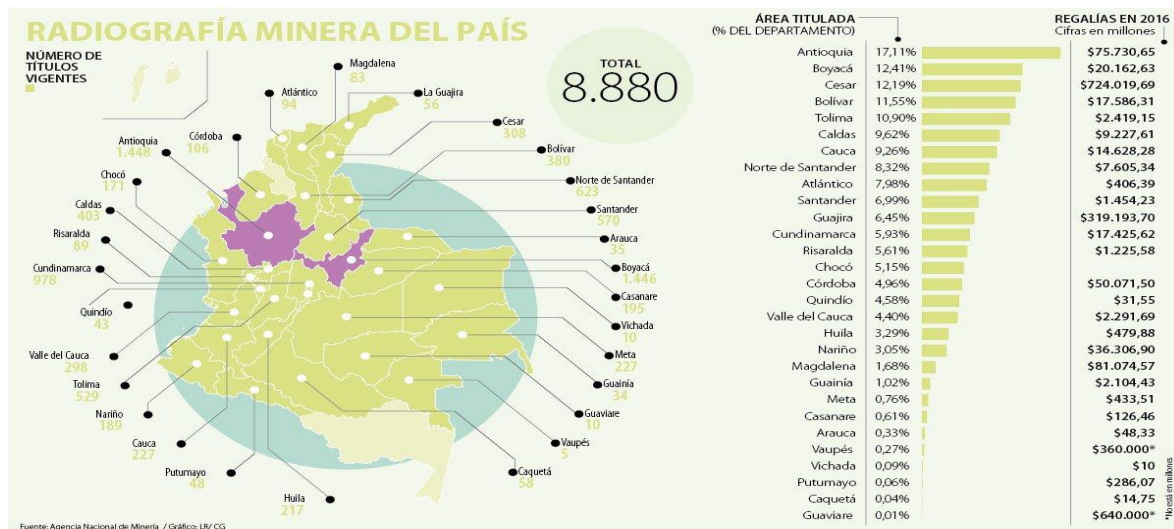 RADIOGRAFÍA MINERA DEL PAÍS
NÚMERO DE
TÍTULOS
VIGENTES
TOTAL
8.880
Magdalena
83
Atlántico
94
La Guajira
56
Cesar
308
Córdoba
106
Bolívar
380
Antioquia
1.448
Norte de Santander
623
Chocó
171
Santander
570
Caldas
403
Arauca
35
Risaralda
89
Boyacá
1.446
Cundinamarca
978
Casanare
195
Quindío
43
Vichada
10
Valle del Cauca
298
Meta
227
Tolima
529
Guainía
34
Nariño
189
Guaviare
10
Cauca
227
Vaupés
5
Putumayo
48
Caquetá
58
Huila
217
Fuente: Agencia Nacional de Minería / Gráfico: LR/ CG
ÁREA TITULADA
(% DEL DEPARTAMENTO)
REGALÍAS EN 2016
Cifras en millones
Antioquia 17,11% $75.730,65
Boyacá 12,41% $20.162,63
Cesar 12,19% $724.019,69
Bolívar 11,55% $17.586,31
Tolima 10,90% $2.419,15
Caldas 9,62% $9.227,61
Cauca 9,26% $14.628,28
Norte de Santander 8,32% $7.605,34
Atlántico 7,98% $406,39
Santander 6,99% $1.454,23
Guajira 6,45% $319.193,70
Cundinamarca 5,93% $17.425,62
Risaralda 5,61% $1.225,58
Chocó 5,15%
Córdoba 4,96% $50.071,50
Quindío 4,58% $31,55
Valle del Cauca 4,40% $2.291,69
Huila 3,29% $479,88
Nariño 3,05% $36.306,90
Magdalena 1,68% $81.074,57
Guainía 1,02% $2.104,43
Meta 0,76% $433,51
Casanare 0,61% $126,46
Arauca 0,33% $48,33
Vaupés 0,27% $360.000*
Vichada 0,09% $10
Putumayo 0,06% $286,07
Caquetá 0,04% $14,75
Guaviare 0,01% $640.000*
*No está en millones